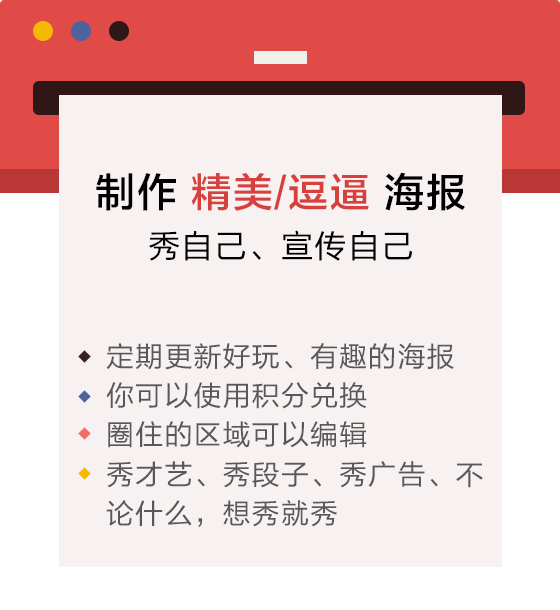 制作 精美/逗逼 海报
秀自己、宣传自己
定期更新好玩、有趣的海报
你可以使用积分兑换
圈住的区域可以编辑
秀才艺、秀段子、秀广告、不
论什么，想秀就秀